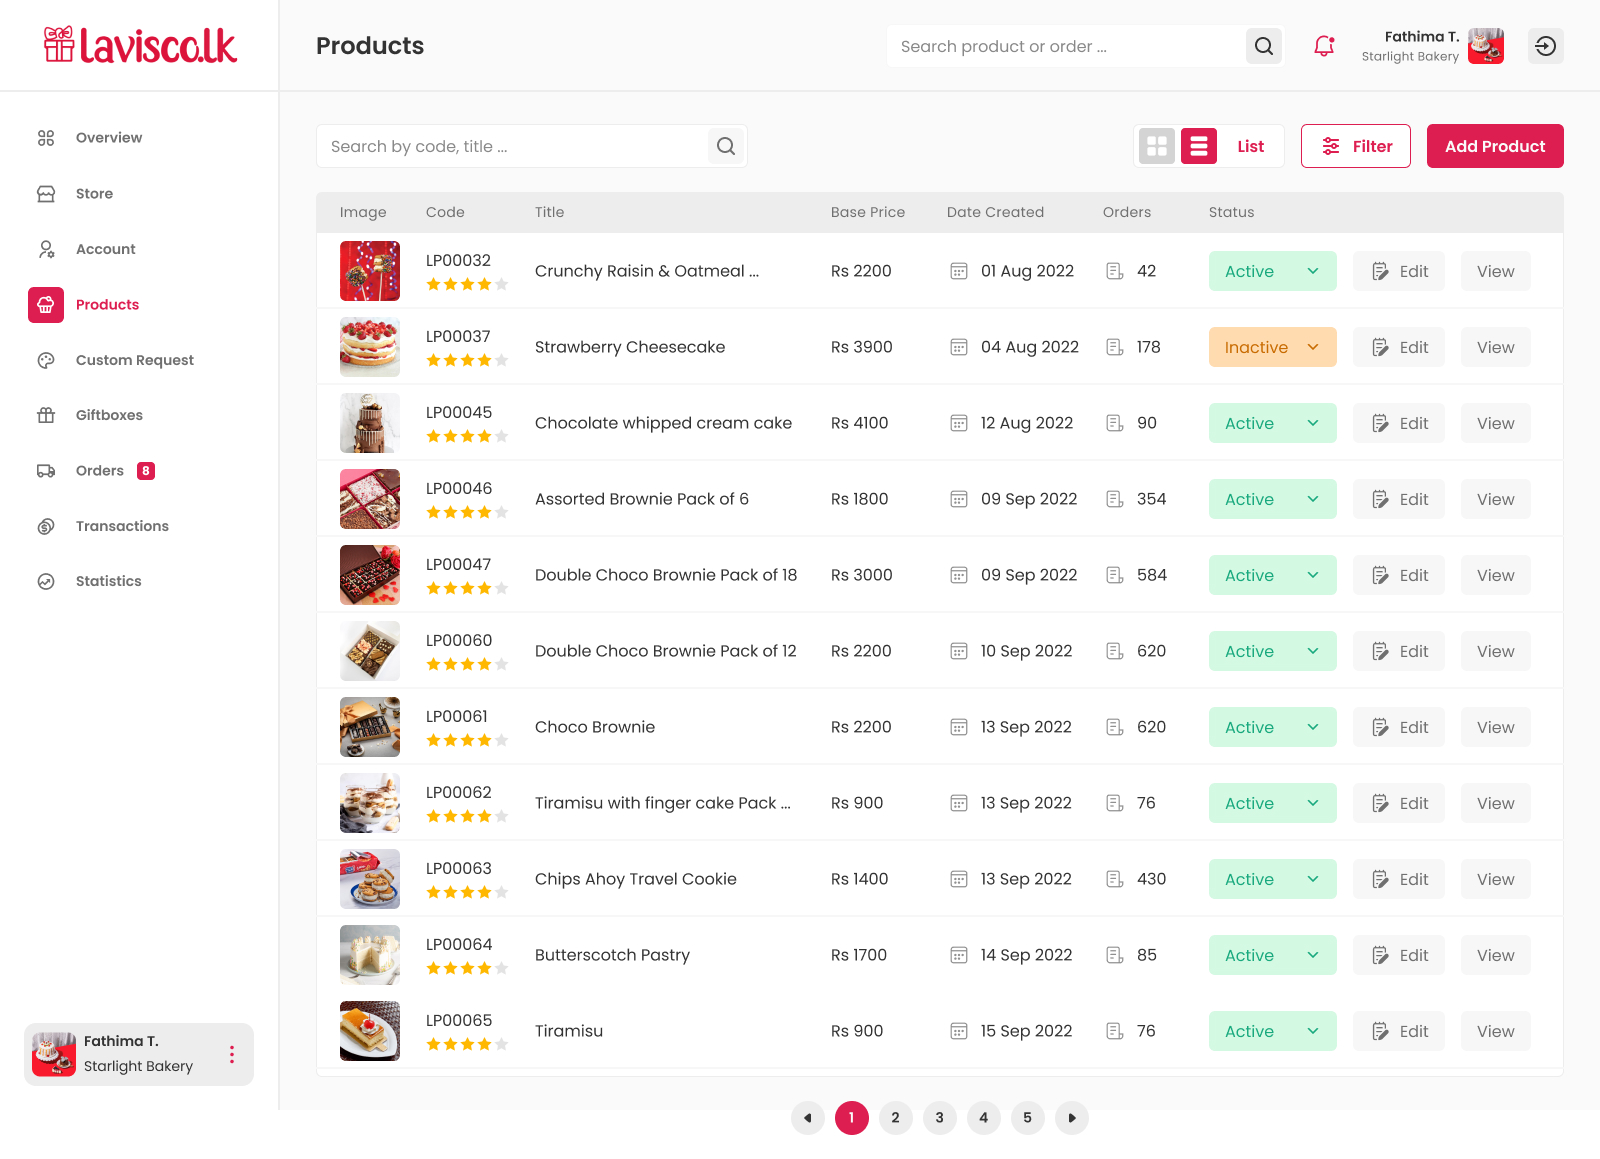 lavisco.lk
Products
Search product or order ...
Fathima T.
Starlight Bakery
Overview
Store
Account
Products
Custom Request
Giftboxes
Orders 8
Transactions
Statistics
Fathima T.
Starlight Bakery
Search by code, title ...
List
Filter
Add Product
Image Code Title Base Price Date Created Orders Status
LP00032 Crunchy Raisin & Oatmeal ... Rs 2200 01 Aug 2022 42 Active Edit View
LP00037 Strawberry Cheesecake Rs 3900 04 Aug 2022 178 Inactive Edit View
LP00045 Chocolate whipped cream cake Rs 4100 12 Aug 2022 90 Active Edit View
LP00046 Assorted Brownie Pack of 6 Rs 1800 09 Sep 2022 354 Active Edit View
LP00047 Double Choco Brownie Pack of 18 Rs 3000 09 Sep 2022 584 Active Edit View
LP00060 Double Choco Brownie Pack of 12 Rs 2200 10 Sep 2022 620 Active Edit View
LP00061 Choco Brownie Rs 2200 13 Sep 2022 620 Active Edit View
LP00062 Tiramisu with finger cake Pack ... Rs 900 13 Sep 2022 76 Active Edit View
LP00063 Chips Ahoy Travel Cookie Rs 1400 13 Sep 2022 430 Active Edit View
LP00064 Butterscotch Pastry Rs 1700 14 Sep 2022 85 Active Edit View
LP00065 Tiramisu Rs 900 15 Sep 2022 76 Active Edit View
1 2 3 4 5